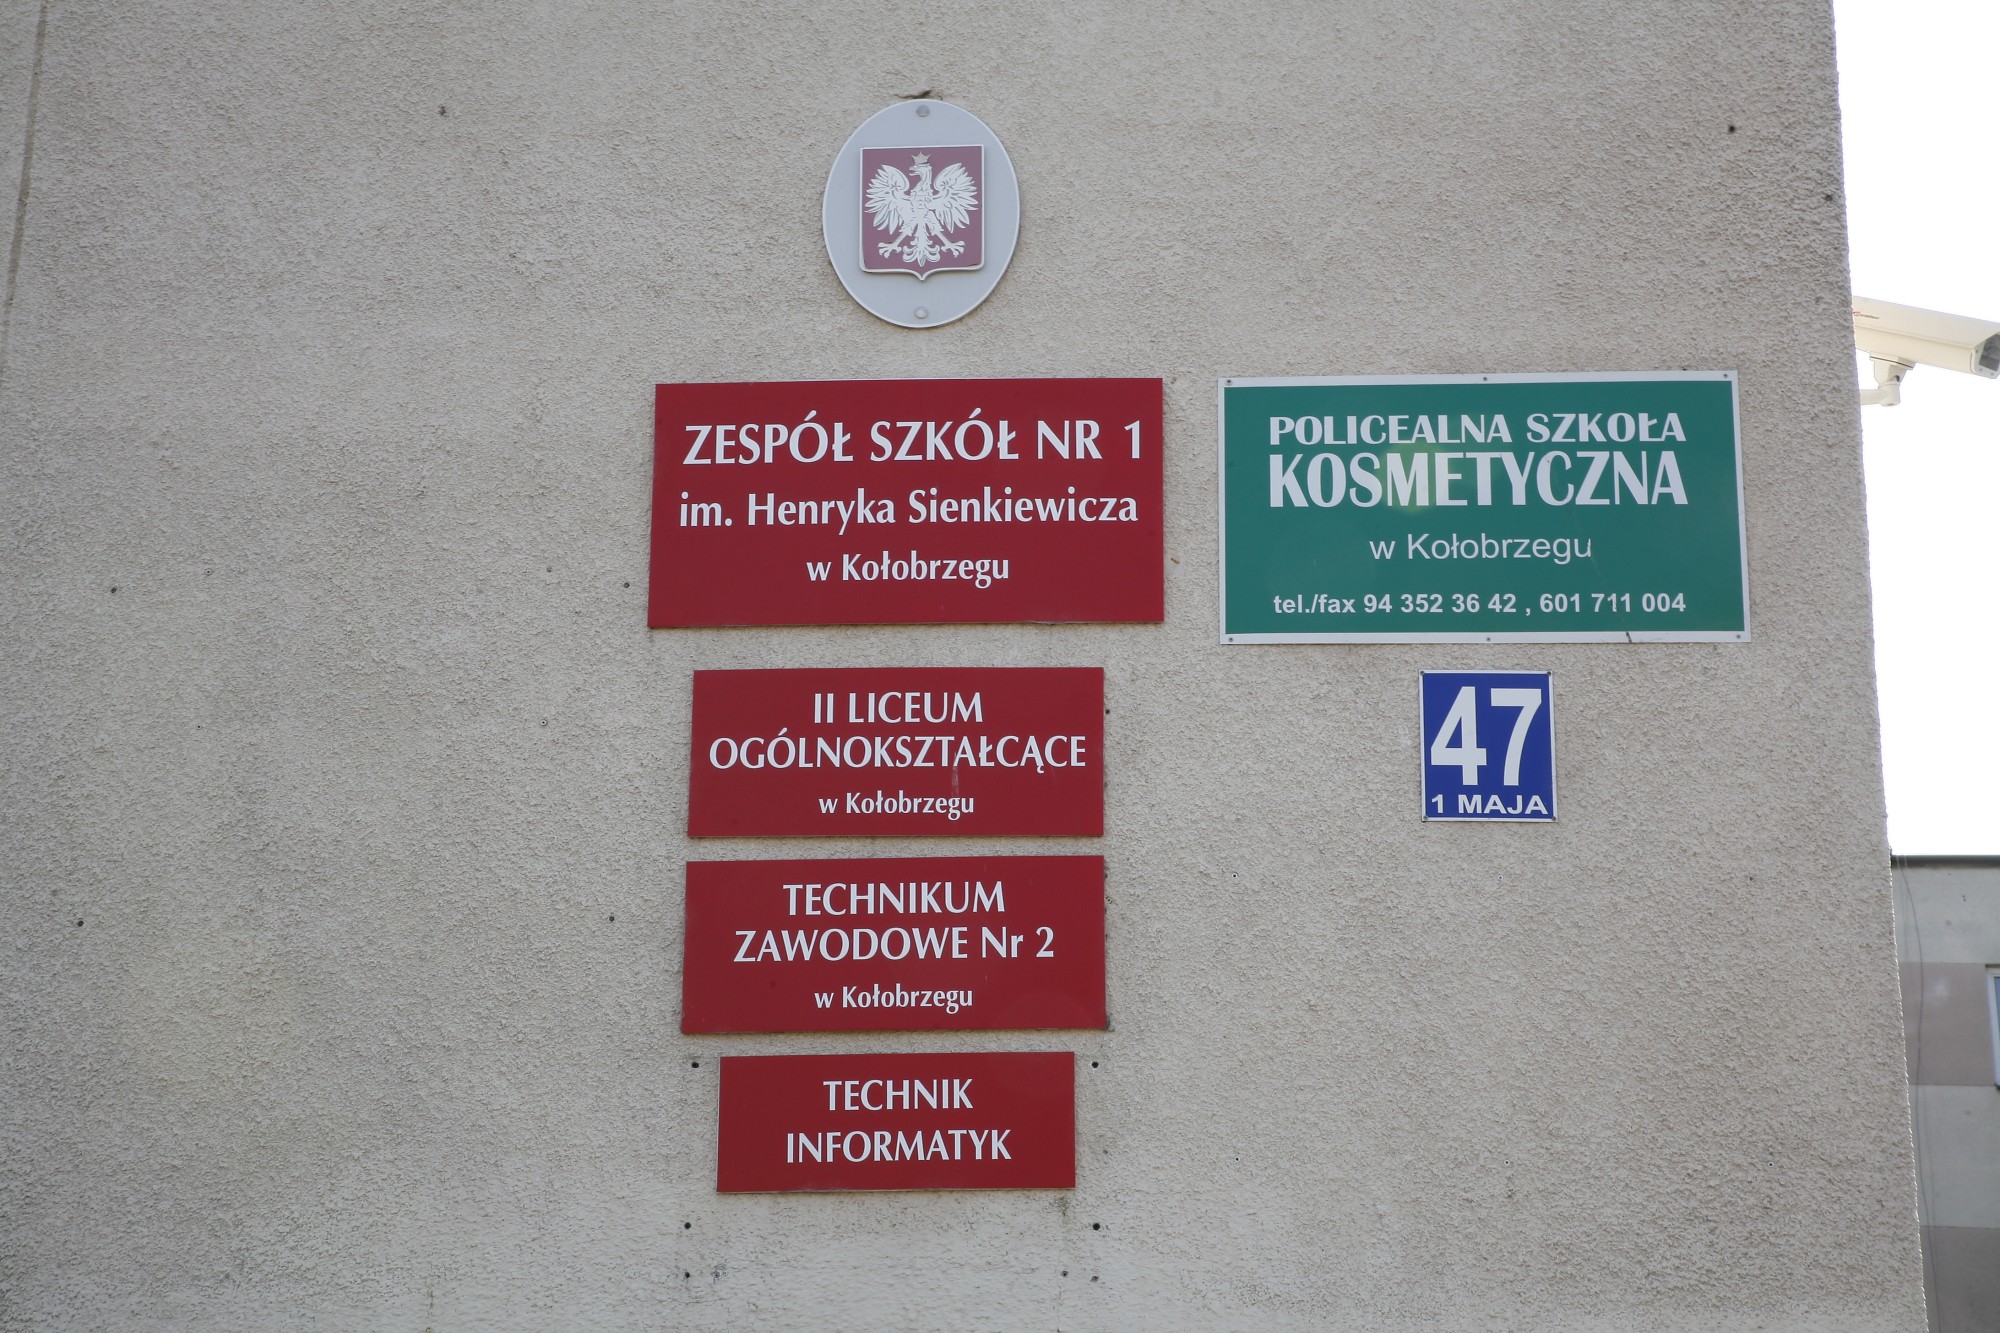 ZESPÓŁ SZKÓŁ NR 1
im. Henryka Sienkiewicza
w Kołobrzegu
POLICEALNA SZKOŁA
KOSMETYCZNA
w Kołobrzegu
tel./fax 94 352 36 42 , 601 711 004
47
1 MAJA
II LICEUM
OGÓLNOKSZTAŁCĄCE
w Kołobrzegu
TECHNIKUM
ZAWODOWE Nr 2
w Kołobrzegu
TECHNIK
INFORMATYK